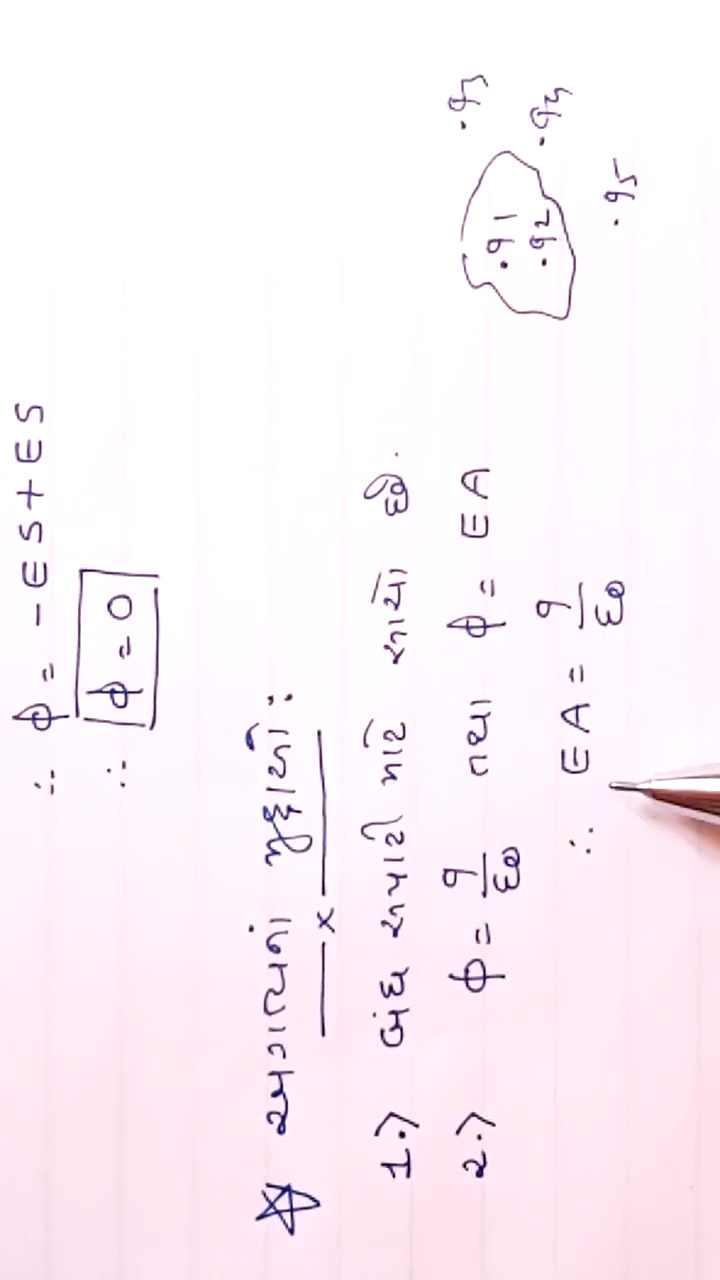 ∴ φ = -ES + ES
∴ φ = 0
☆ અગત્યના મુદ્દાઓ :
—— x ——
1.> બંધ સપાટી માટે સાચો છે.
2.> φ = q/ε₀ તથા φ = EA
∴ EA = q/ε₀
.q1
.q2
.q3
.q4
.q5